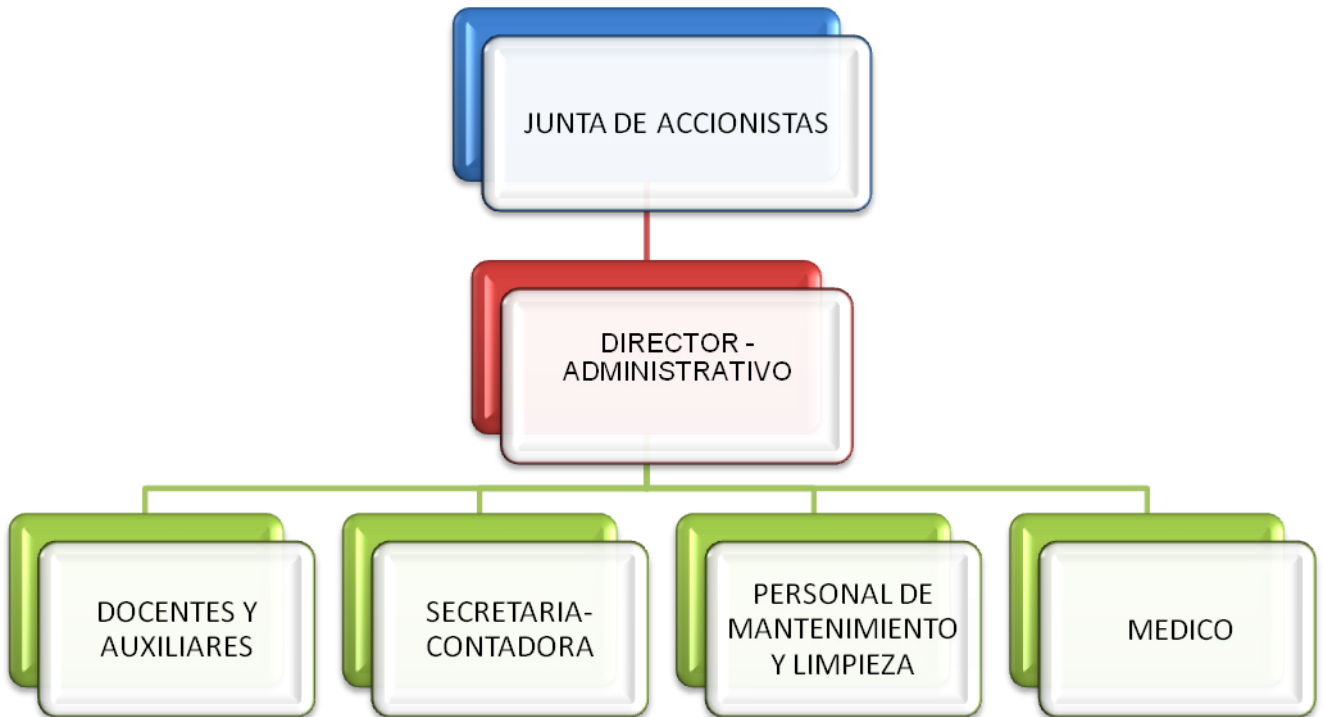 JUNTA DE ACCIONISTAS
DIRECTOR -
ADMINISTRATIVO
DOCENTES Y
AUXILIARES
SECRETARIA-
CONTADORA
PERSONAL DE
MANTENIMIENTO
Y LIMPIEZA
MEDICO